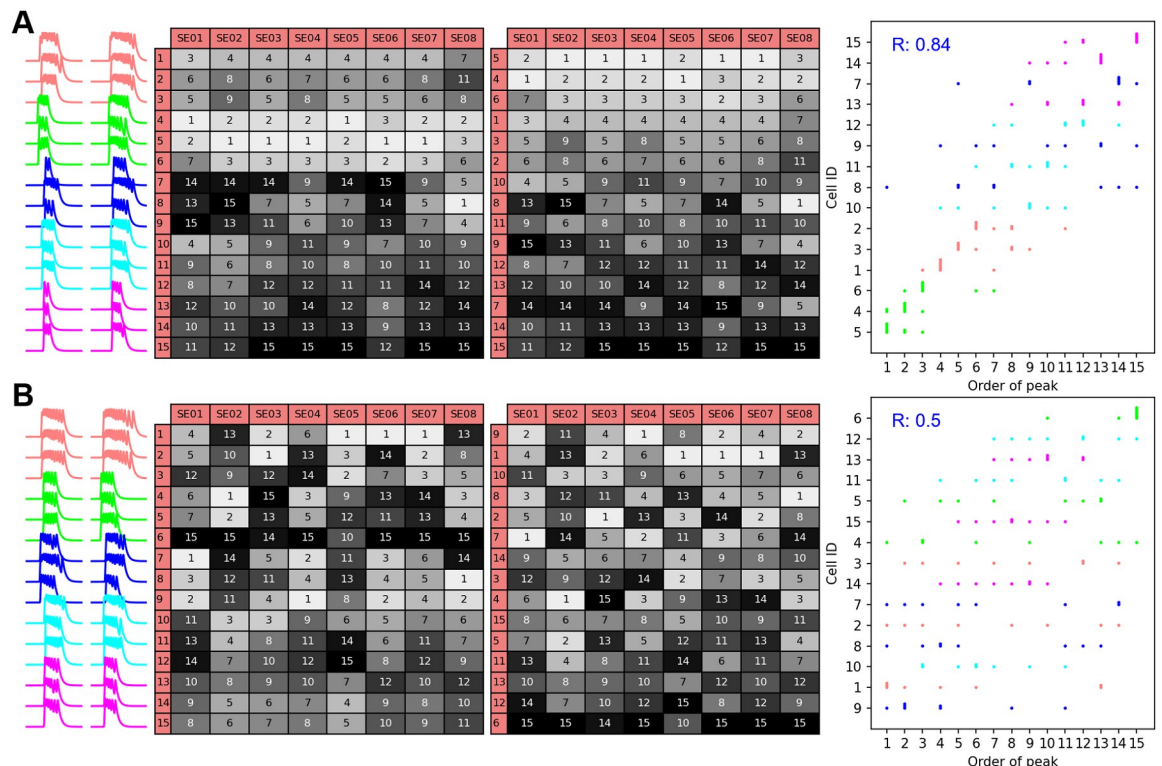 A
SE01 SE02 SE03 SE04 SE05 SE06 SE07 SE08
1 3 4 4 4 4 4 4 7
2 6 8 6 7 6 6 8 11
3 5 9 5 8 5 5 6 8
4 1 2 2 2 1 3 2 2
5 2 1 1 1 2 1 1 3
6 7 3 3 3 3 2 3 6
7 14 14 14 9 14 15 9 5
8 13 15 7 5 7 14 5 1
9 15 13 11 6 10 13 7 4
10 4 5 9 11 9 7 10 9
11 9 6 8 10 8 10 11 10
12 8 7 12 12 11 11 14 12
13 12 10 10 14 12 8 12 14
14 10 11 13 13 13 9 13 13
15 11 12 15 15 15 12 15 15
SE01 SE02 SE03 SE04 SE05 SE06 SE07 SE08
5 2 1 1 1 2 1 1 3
4 1 2 2 2 1 3 2 2
6 7 3 3 3 3 2 3 6
1 3 4 4 4 4 4 4 7
3 5 9 5 8 5 5 6 8
2 6 8 6 7 6 6 8 11
10 4 5 9 11 9 7 10 9
8 13 15 7 5 7 14 5 1
11 9 6 8 10 8 10 11 10
9 15 13 11 6 10 13 7 4
12 8 7 12 12 11 11 14 12
13 12 10 10 14 12 8 12 14
7 14 14 14 9 14 15 9 5
14 10 11 13 13 13 9 13 13
15 11 12 15 15 15 12 15 15
R: 0.84
Cell ID
15
14
7
13
12
9
11
8
10
2
3
1
6
4
5
1 2 3 4 5 6 7 8 9 10 11 12 13 14 15
Order of peak
B
SE01 SE02 SE03 SE04 SE05 SE06 SE07 SE08
1 4 13 2 6 1 1 1 13
2 5 10 1 13 3 14 2 8
3 12 9 12 14 2 7 3 5
4 6 1 15 3 9 13 14 3
5 7 2 13 5 12 11 13 4
6 15 15 14 15 10 15 15 15
7 1 14 5 2 11 3 6 14
8 3 12 11 4 13 4 5 1
9 2 11 4 1 8 2 4 2
10 11 3 3 9 6 5 7 6
11 13 4 8 11 14 6 11 7
12 14 7 10 12 15 8 12 9
13 10 8 9 10 7 12 10 12
14 9 5 6 7 4 9 8 10
15 8 6 7 8 5 10 9 11
SE01 SE02 SE03 SE04 SE05 SE06 SE07 SE08
9 2 11 4 1 8 2 4 2
1 4 13 2 6 1 1 1 13
10 11 3 3 9 6 5 7 6
8 3 12 11 4 13 4 5 1
2 5 10 1 13 3 14 2 8
7 1 14 5 2 11 3 6 14
14 9 5 6 7 4 9 8 10
3 12 9 12 14 2 7 3 5
4 6 1 15 3 9 13 14 3
15 8 6 7 8 5 10 9 11
5 7 2 13 5 12 11 13 4
11 13 4 8 11 14 6 11 7
13 10 8 9 10 7 12 10 12
12 14 7 10 12 15 8 12 9
6 15 15 14 15 10 15 15 15
R: 0.5
Cell ID
6
12
13
11
5
15
4
3
14
7
2
8
10
1
9
1 2 3 4 5 6 7 8 9 10 11 12 13 14 15
Order of peak